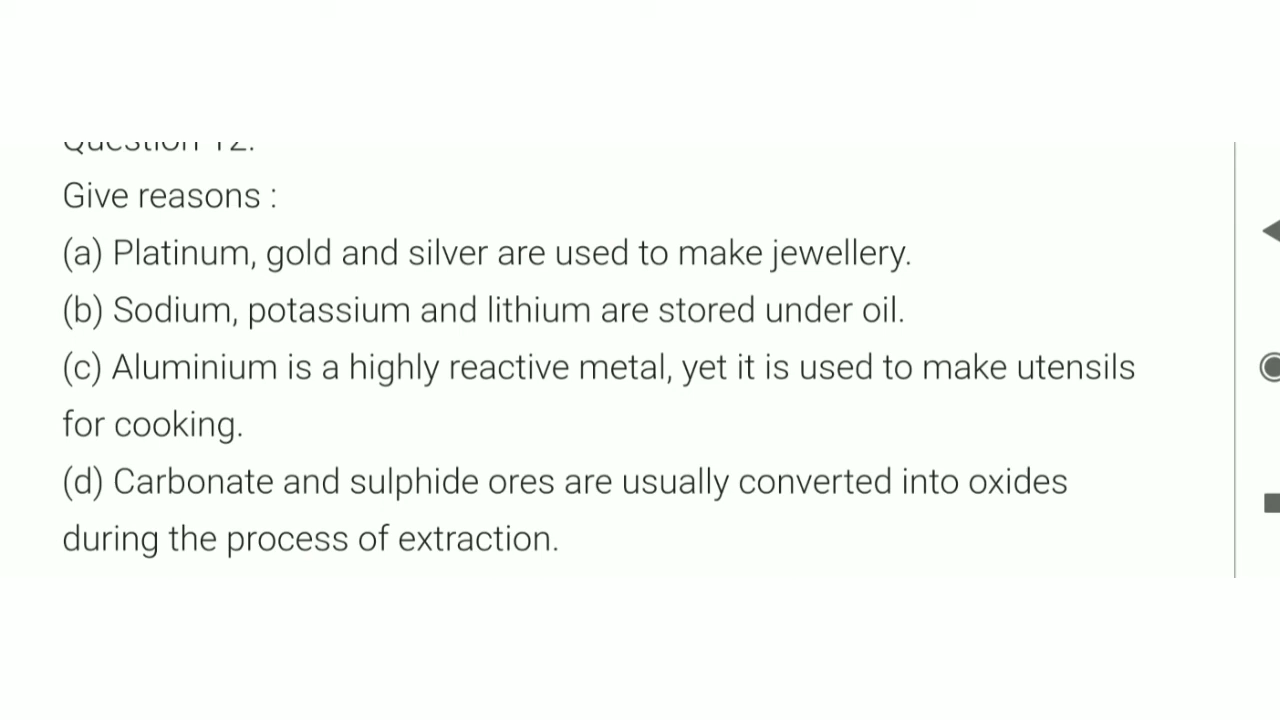 Question 12.
Give reasons :
(a) Platinum, gold and silver are used to make jewellery.
(b) Sodium, potassium and lithium are stored under oil.
(c) Aluminium is a highly reactive metal, yet it is used to make utensils
for cooking.
(d) Carbonate and sulphide ores are usually converted into oxides
during the process of extraction.